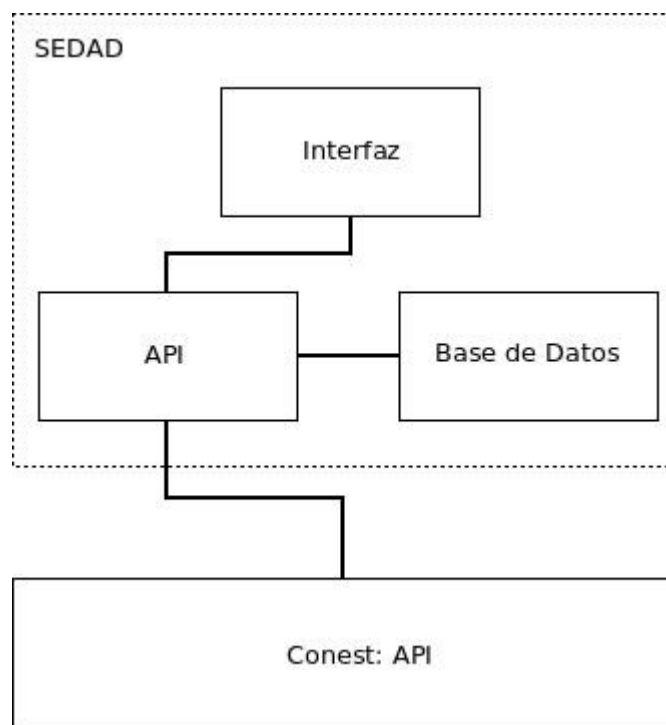 SEDAD
Interfaz
API
Base de Datos
Conest: API